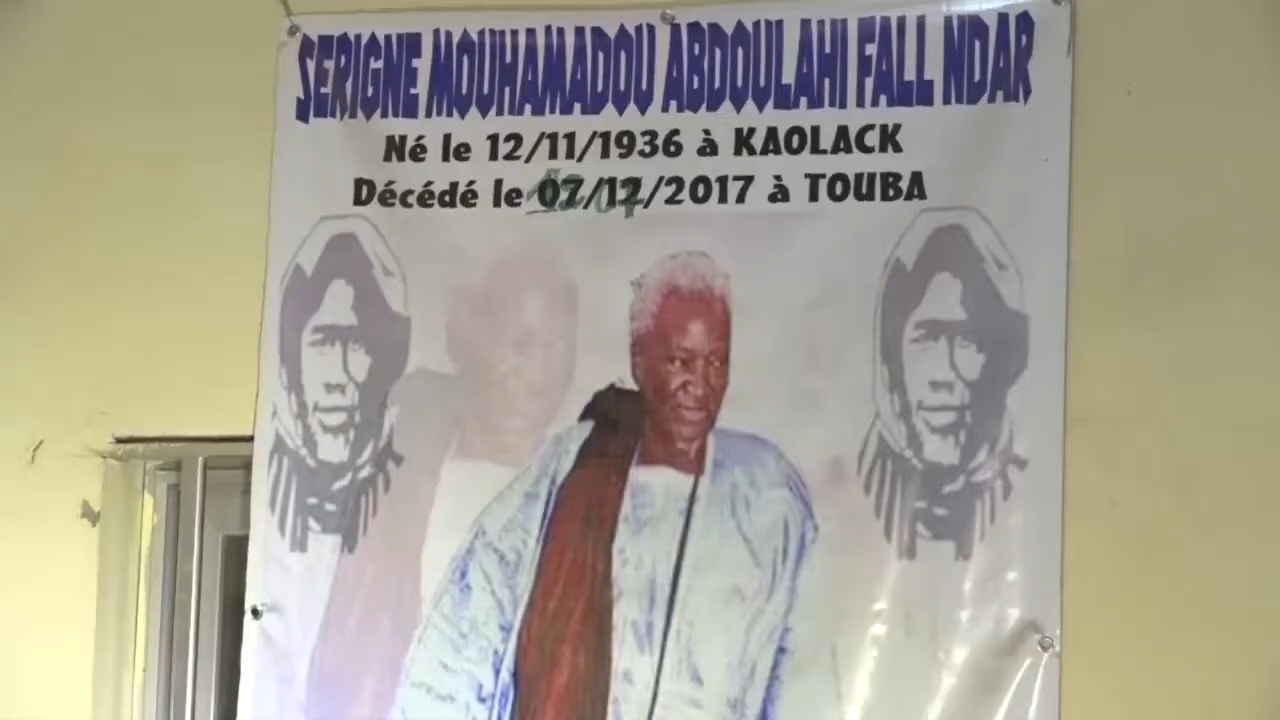 SERIGNE MOUHAMADOU ABDOULAHI FALL NDAR
Né le 12/11/1936 à KAOLACK
Décédé le 07/12/2017 à TOUBA